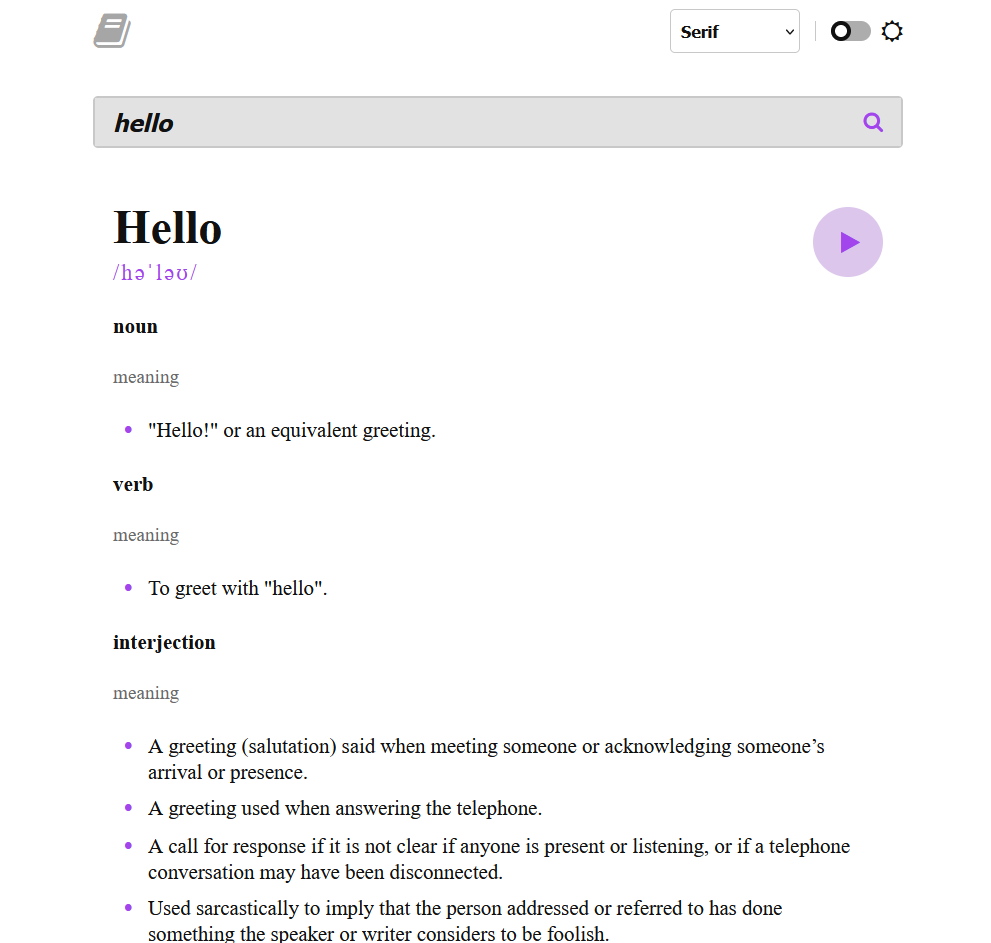 Serif
hello
Hello
/həˈləʊ/
noun
meaning
"Hello!" or an equivalent greeting.
verb
meaning
To greet with "hello".
interjection
meaning
A greeting (salutation) said when meeting someone or acknowledging someone’s
arrival or presence.
A greeting used when answering the telephone.
A call for response if it is not clear if anyone is present or listening, or if a telephone
conversation may have been disconnected.
Used sarcastically to imply that the person addressed or referred to has done
something the speaker or writer considers to be foolish.